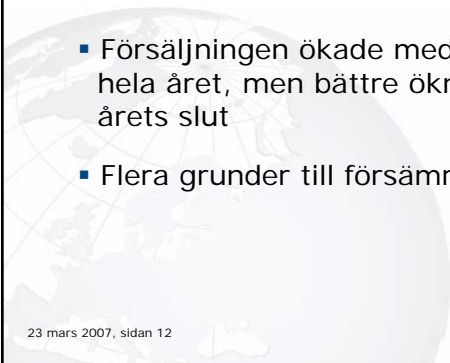 ▪ Försäljningen ökade med
hela året, men bättre ökn
årets slut
▪ Flera grunder till försämr
23 mars 2007, sidan 12